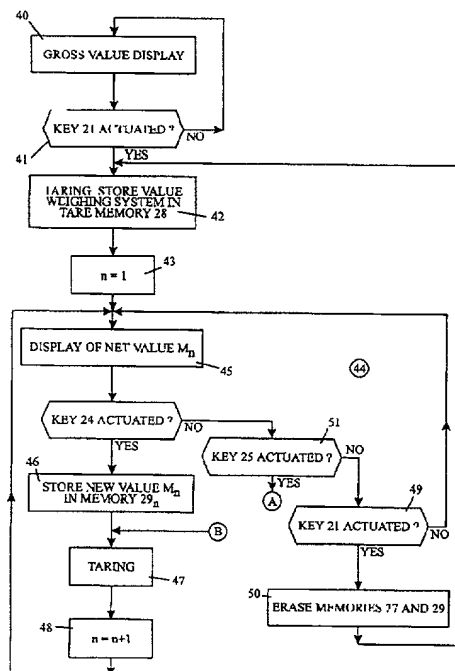 40
GROSS VALUE DISPLAY
KEY 21 ACTUATED ?
NO
41
YES
TARING, STORE VALUE
WEIGHING SYSTEM IN
TARE MEMORY 28
42
43
n = 1
DISPLAY OF NET VALUE Mn
45
44
KEY 24 ACTUATED ?
NO
51
YES
KEY 25 ACTUATED ?
NO
46
STORE NEW VALUE Mn
IN MEMORY 29n
YES
A
49
B
KEY 21 ACTUATED ?
NO
TARING
47
YES
50
ERASE MEMORIES 27 AND 29
48
n = n+1